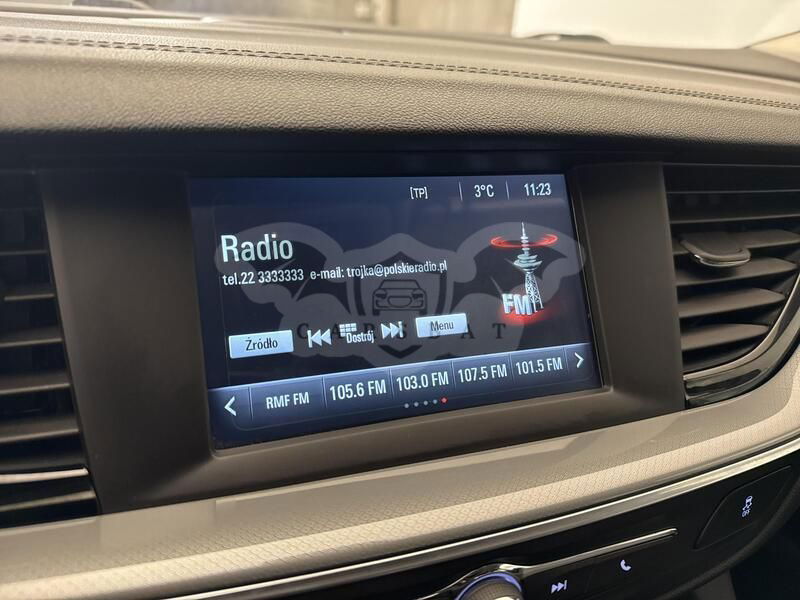 [TP] 3°C 11:23
Radio
tel.22 3333333 e-mail: trojka@polskieradio.pl
FM
Źródło Dostrój Menu
CARSBAT
RMF FM 105.6 FM 103.0 FM 107.5 FM 101.5 FM